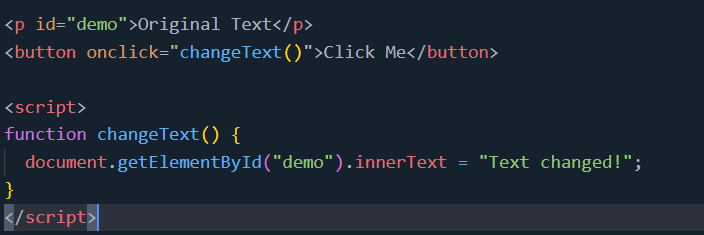 <p id="demo">Original Text</p>
<button onclick="changeText()">Click Me</button>
<script>
function changeText() {
  document.getElementById("demo").innerText = "Text changed!";
}
</script>